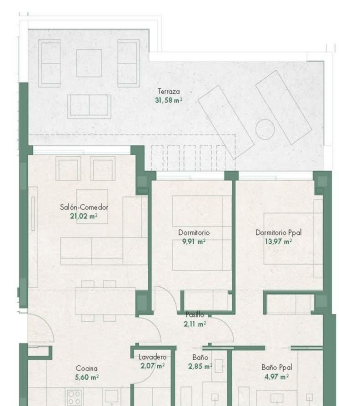 Terraza
31,58 m²
Salón-Comedor
21,02 m²
Dormitorio
9,91 m²
Dormitorio Ppal
13,97 m²
Pasillo
2,11 m²
Cocina
5,60 m²
Lavadero
2,07 m²
Baño
2,85 m²
Baño Ppal
4,97 m²